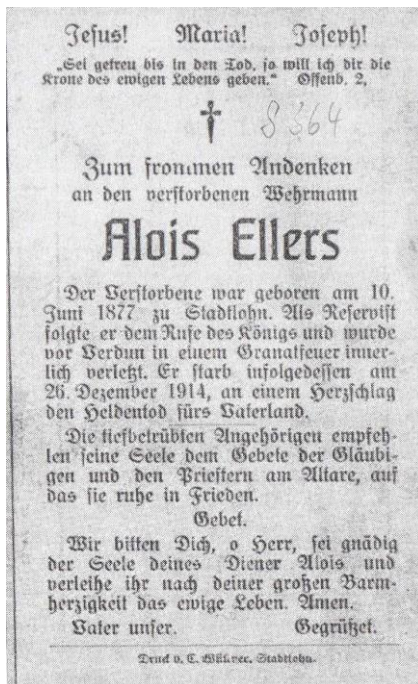 Jesus! Maria! Joseph!
„Sei getreu bis in den Tod, so will ich dir die
Krone des ewigen Lebens geben.“ Offenb. 2,
†
8364
Zum frommen Andenken
an den verstorbenen Wehrmann
Alois Ellers
Der Verstorbene war geboren am 10.
Juni 1877 zu Stadtlohn. Als Reservist
folgte er dem Rufe des Königs und wurde
vor Verdun in einem Granatfeuer inner-
lich verletzt. Er starb infolgedessen am
26. Dezember 1914, an einem Herzschlag
den Heldentod fürs Vaterland.
Die tiefbetrübten Angehörigen empfeh-
len seine Seele dem Gebete der Gläubi-
gen und den Priestern am Altare, auf
das sie ruhe in Frieden.
Gebet.
Wir bitten Dich, o Herr, sei gnädig
der Seele deines Diener Alois und
verleihe ihr nach deiner großen Barm-
herzigkeit das ewige Leben. Amen.
Vater unser. Gegrüßet.
Druck v. C. Stadtlohn.